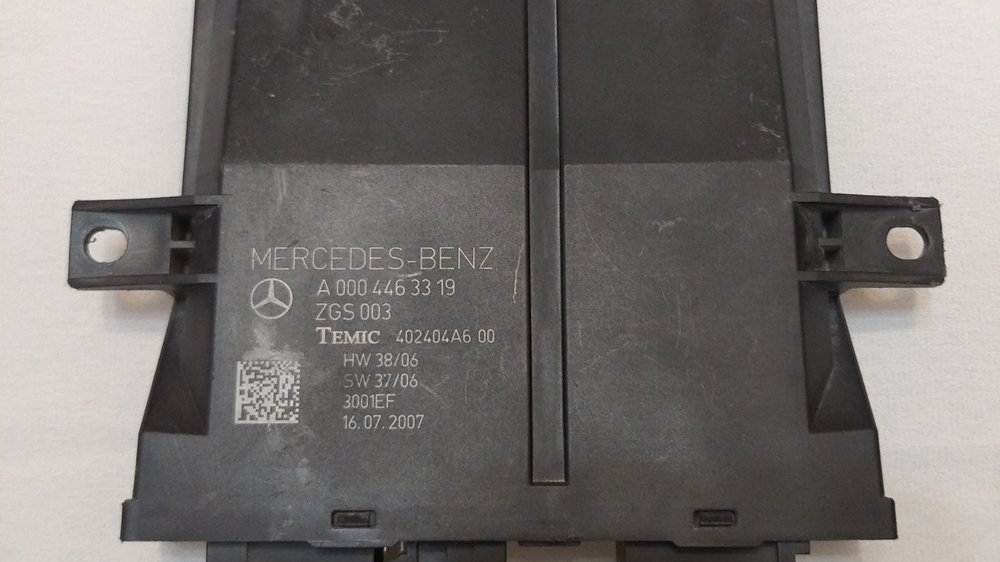 MERCEDES-BENZ
A 000 446 33 19
ZGS 003
TEMIC 402404A6 00
HW 38/06
SW 37/06
3001EF
16.07.2007